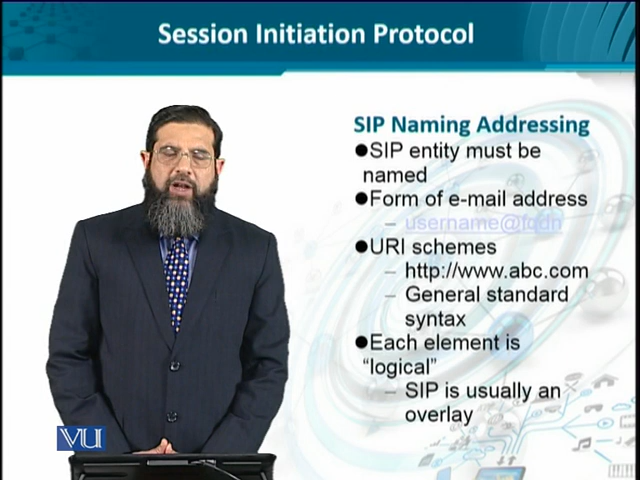 Session Initiation Protocol
SIP Naming Addressing
●SIP entity must be
named
●Form of e-mail address
– username@fqdn
●URI schemes
– http://www.abc.com
– General standard
syntax
●Each element is
“logical”
– SIP is usually an
overlay
VU